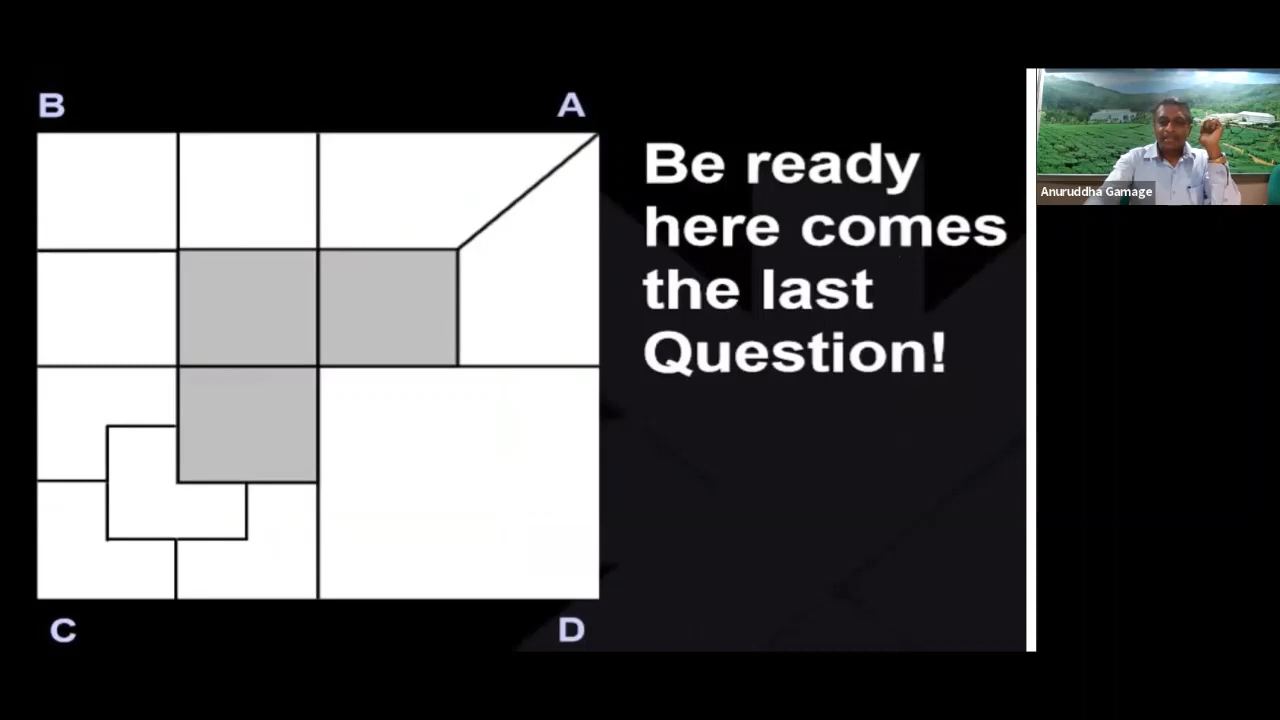 B
A
Be ready
here comes
the last
Question!
Anuruddha Gamage
C
D